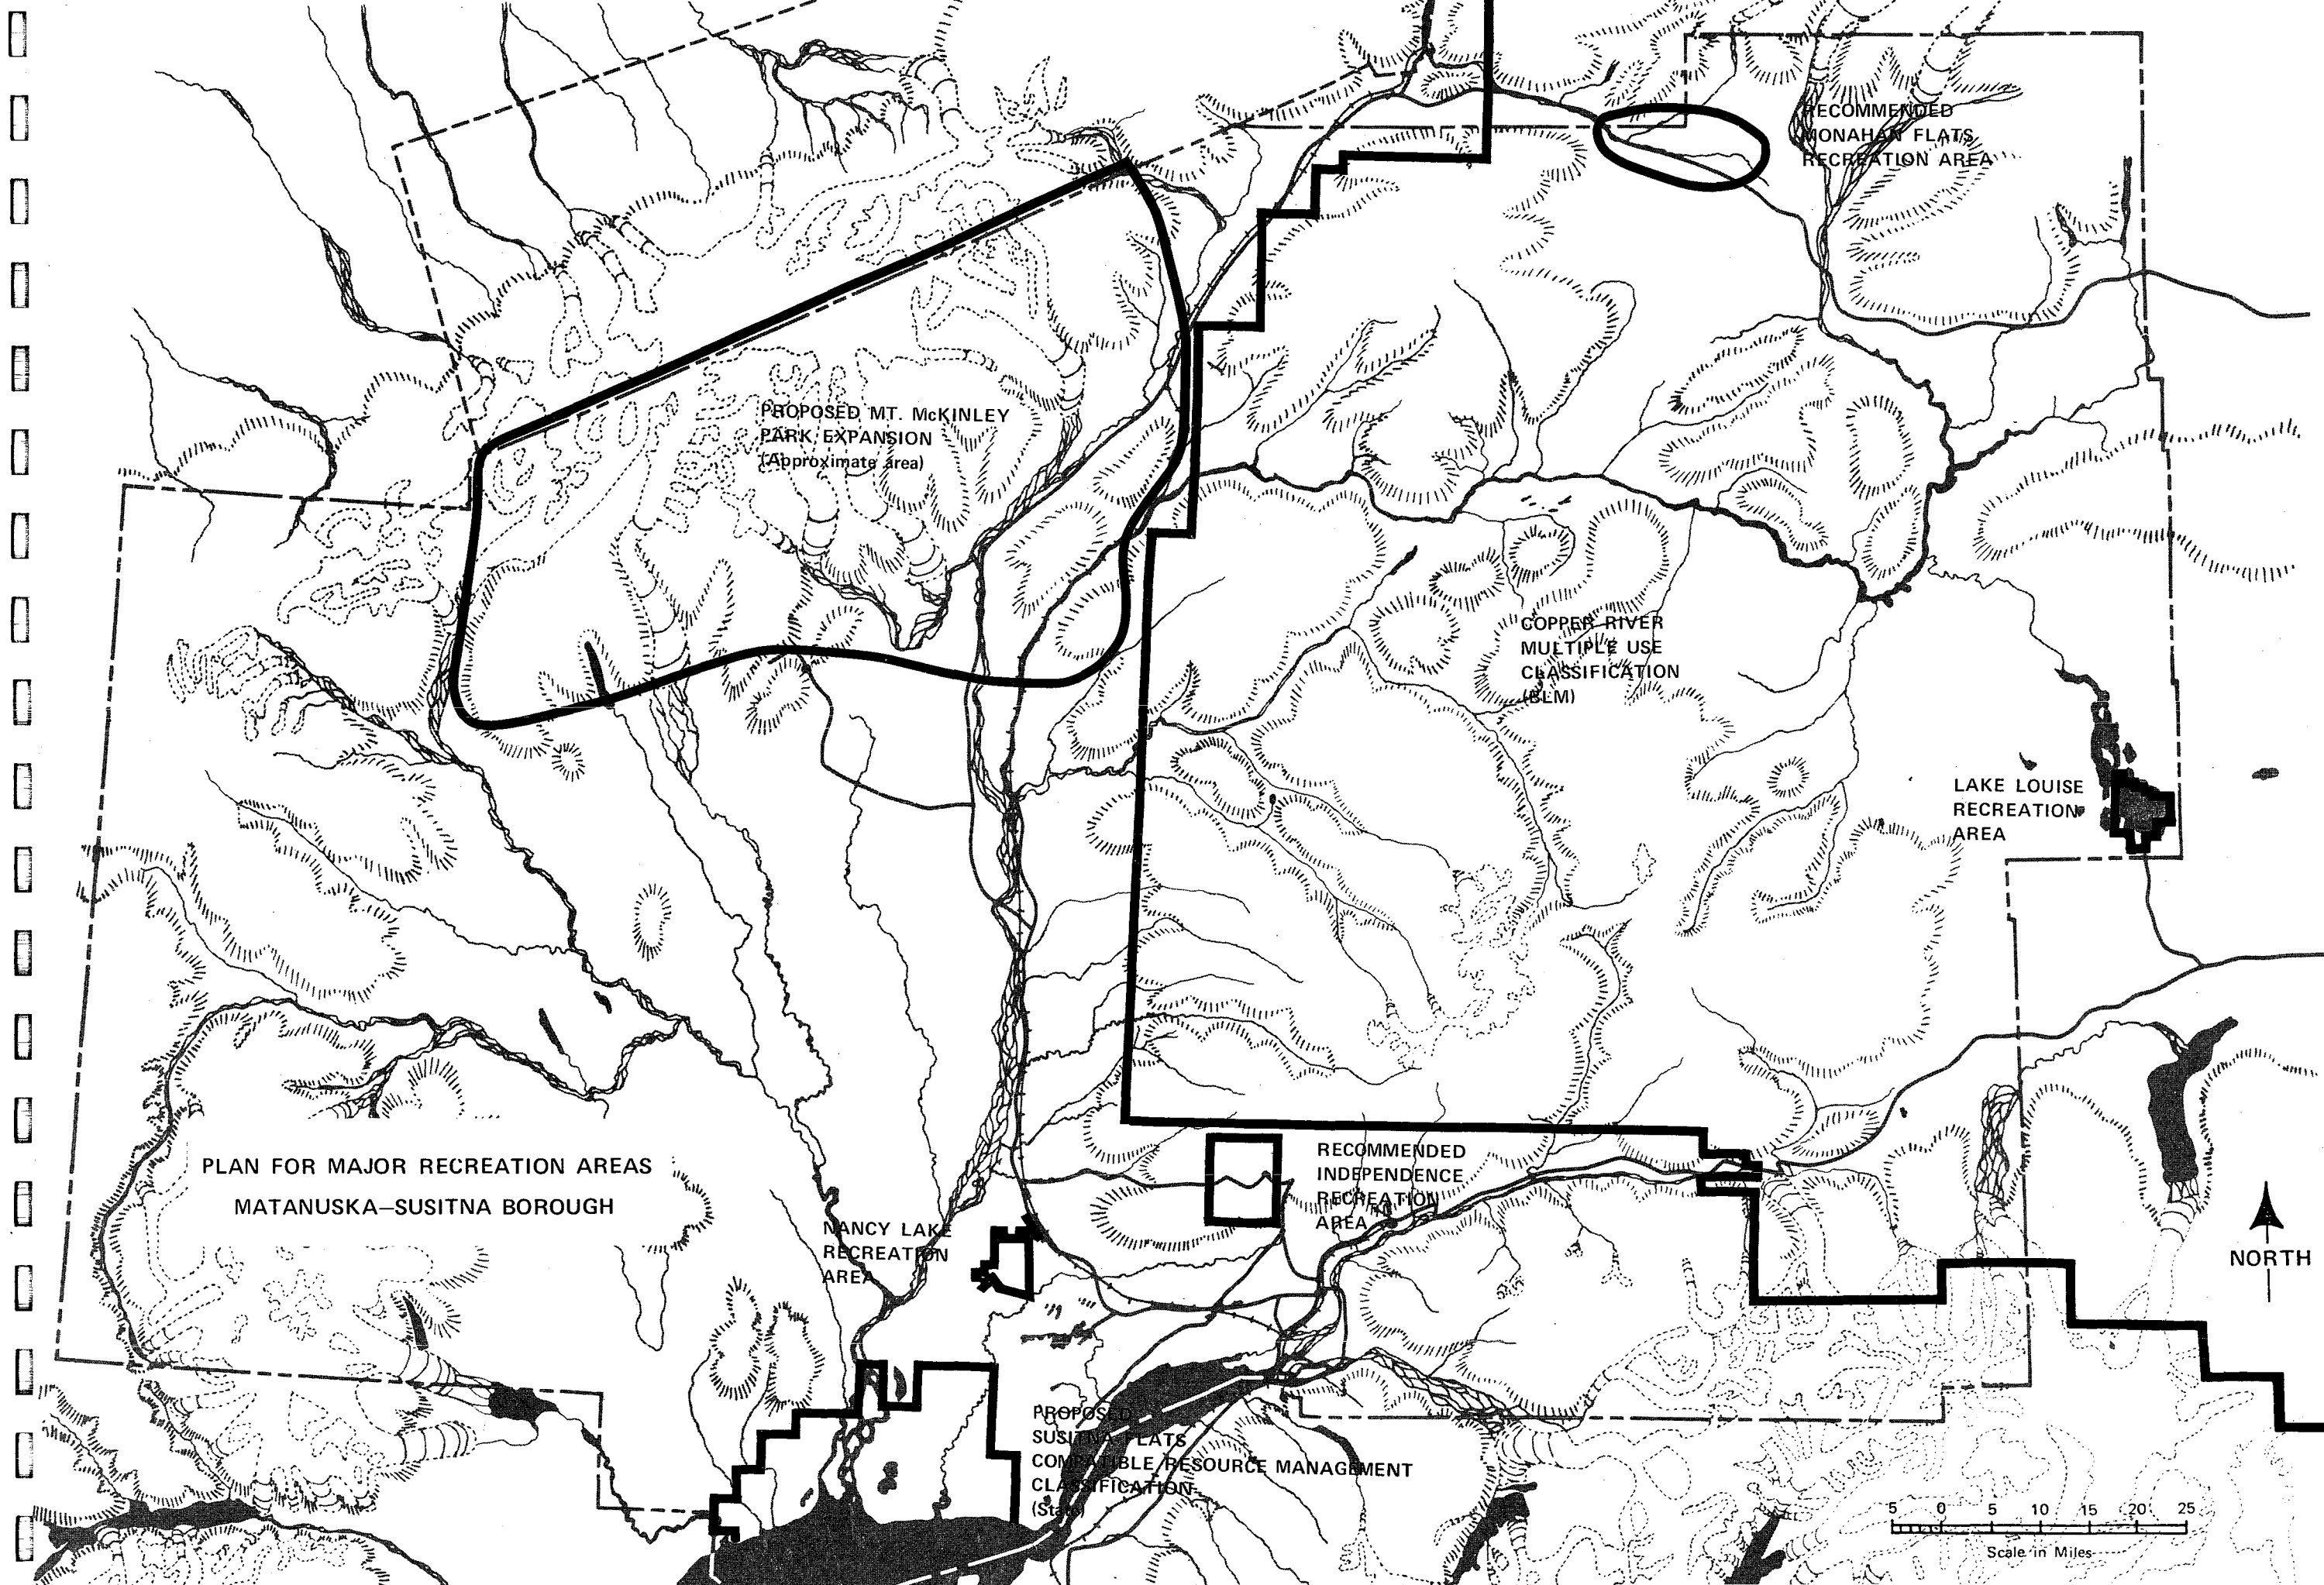 RECOMMENDED
MONAHAN FLATS
RECREATION AREA
PROPOSED MT. McKINLEY
PARK EXPANSION
(Approximate area)
COPPER RIVER
MULTIPLE USE
CLASSIFICATION
(BLM)
LAKE LOUISE
RECREATION
AREA
RECOMMENDED
INDEPENDENCE
RECREATION
AREA
PLAN FOR MAJOR RECREATION AREAS
MATANUSKA—SUSITNA BOROUGH
NANCY LAKE
RECREATION
AREA
NORTH
PROPOSED
SUSITNA FLATS
COMPATIBLE RESOURCE MANAGEMENT
CLASSIFICATION
(State)
5 0 5 10 15 20 25
Scale in Miles